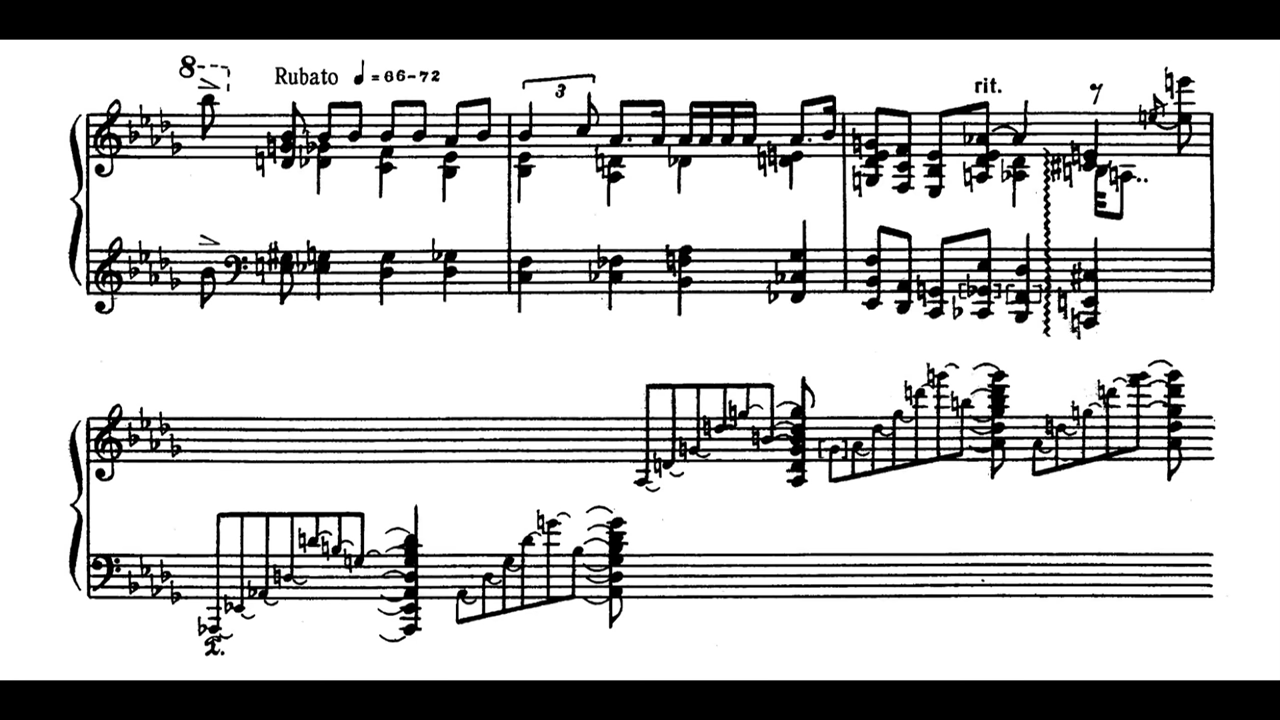 8
Rubato ♩ = 66-72
3
rit.